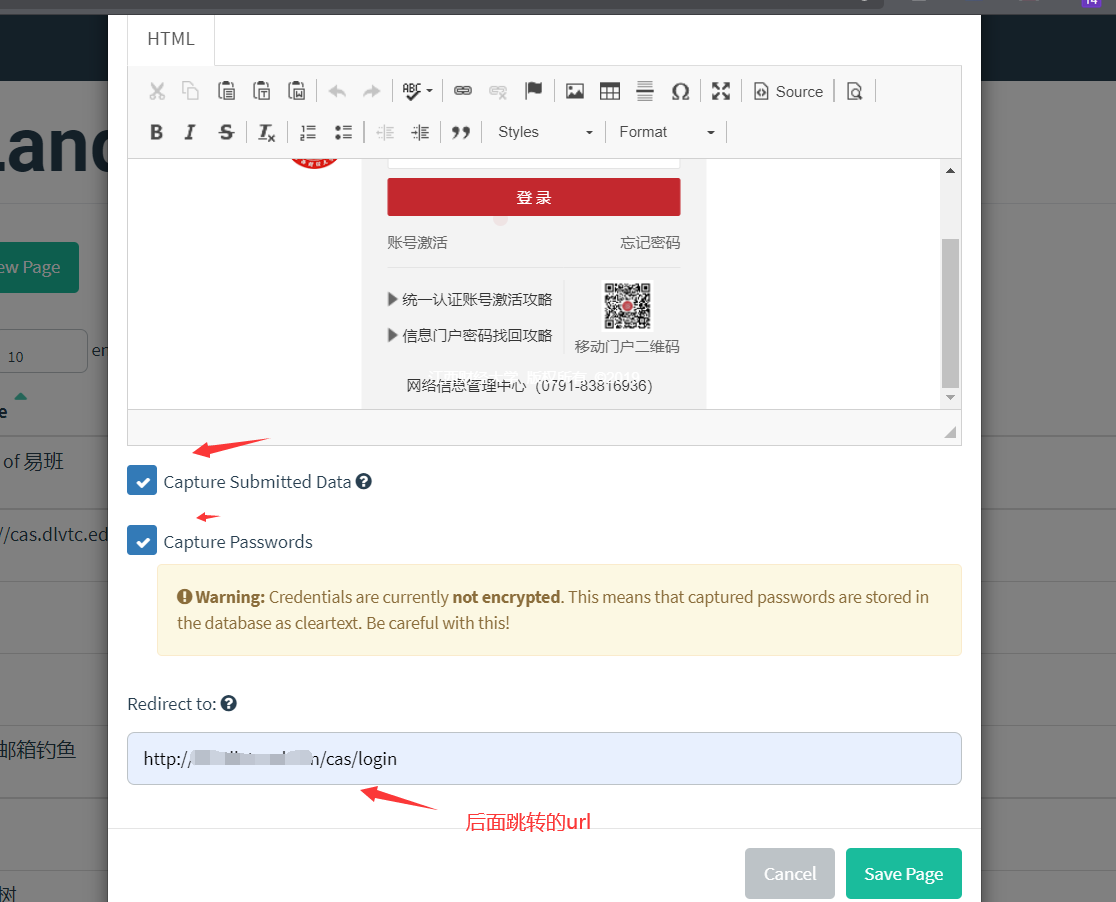 14
HTML
ABC
Source
Styles
Format
登 录
账号激活
忘记密码
统一认证账号激活攻略
信息门户密码找回攻略
移动门户二维码
网络信息管理中心（0791-83816936）
ew Page
10
er
e
of 易班
//cas.dlvtc.ed
邮箱钓鱼
树
Capture Submitted Data
Capture Passwords
Warning: Credentials are currently not encrypted. This means that captured passwords are stored in
the database as cleartext. Be careful with this!
Redirect to:
http://
/cas/login
后面跳转的url
Cancel
Save Page